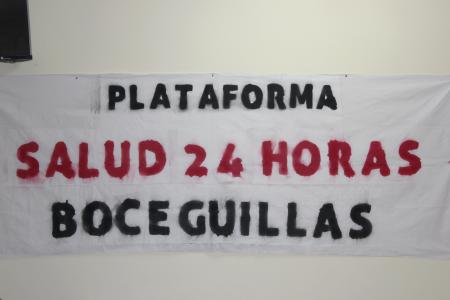 PLATAFORMA
SALUD 24 HORAS
BOCEGUILLAS